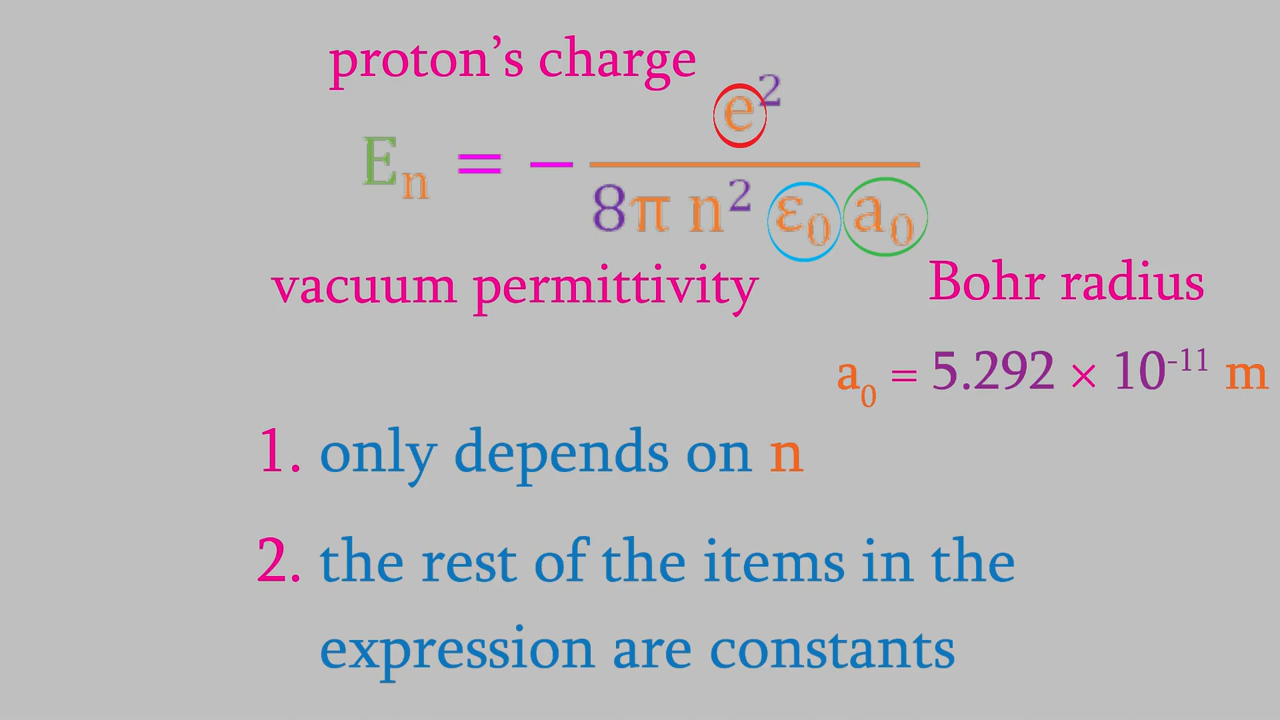 proton's charge
Eₙ = − e² / 8π n² ε₀ a₀
vacuum permittivity
Bohr radius
a₀ = 5.292 × 10⁻¹¹ m
1. only depends on n
2. the rest of the items in the
expression are constants